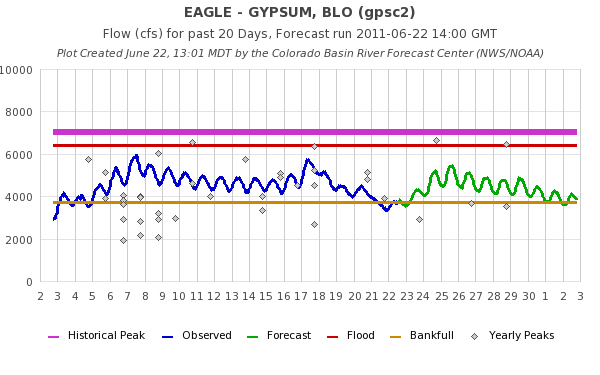 EAGLE - GYPSUM, BLO (gpsc2)
Flow (cfs) for past 20 Days, Forecast run 2011-06-22 14:00 GMT
Plot Created June 22, 13:01 MDT by the Colorado Basin River Forecast Center (NWS/NOAA)
10000
8000
6000
4000
2000
0
2 3 4 5 6 7 8 9 10 11 12 13 14 15 16 17 18 19 20 21 22 23 24 25 26 27 28 29 30 1 2 3
Historical Peak Observed Forecast Flood Bankfull Yearly Peaks